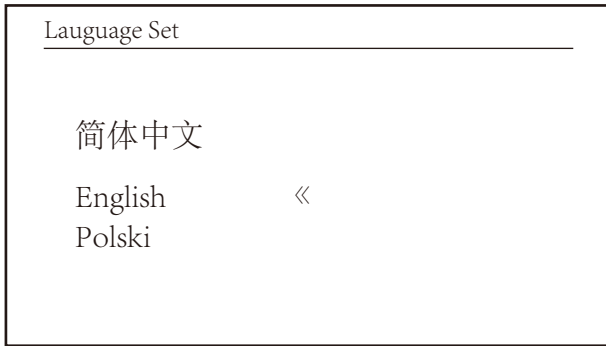 Lauguage Set
简体中文
English 《
Polski